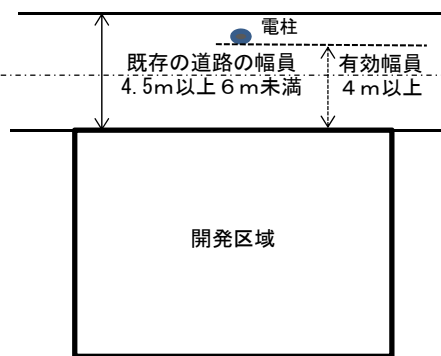 電柱
既存の道路の幅員
4.5ｍ以上６ｍ未満
有効幅員
４ｍ以上
開発区域